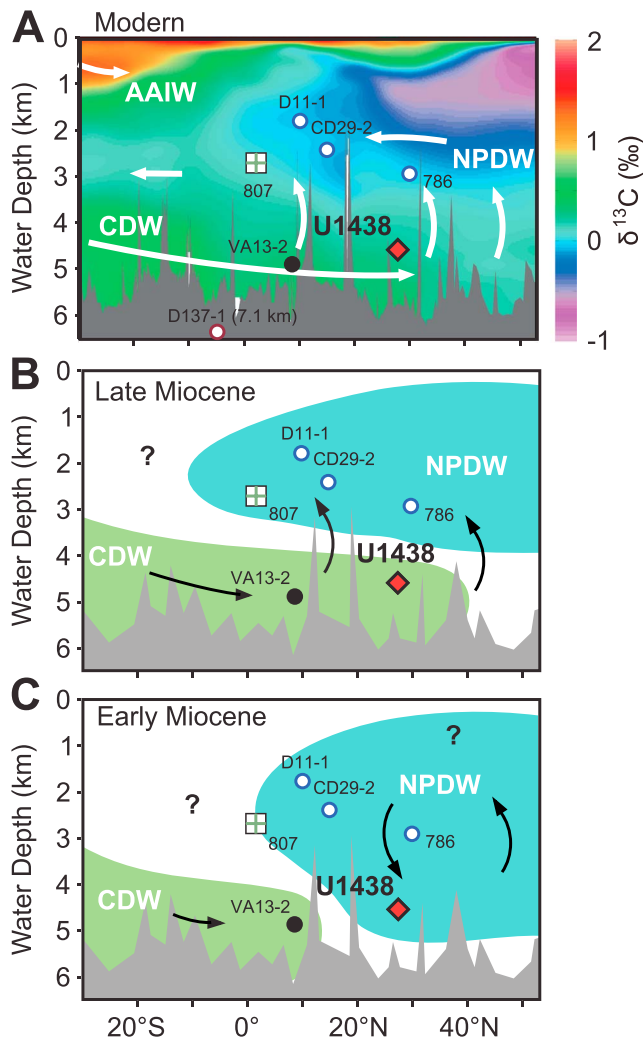 A
Modern
AAIW
D11-1
CD29-2
NPDW
807
786
CDW
U1438
VA13-2
D137-1 (7.1 km)
0
1
2
3
4
5
6
Water Depth (km)
2
1
0
-1
δ ¹³C (‰)
B
Late Miocene
?
D11-1
CD29-2
NPDW
807
786
CDW
U1438
VA13-2
0
1
2
3
4
5
6
Water Depth (km)
C
Early Miocene
?
?
D11-1
CD29-2
NPDW
807
786
CDW
U1438
VA13-2
0
1
2
3
4
5
6
Water Depth (km)
20°S 0° 20°N 40°N